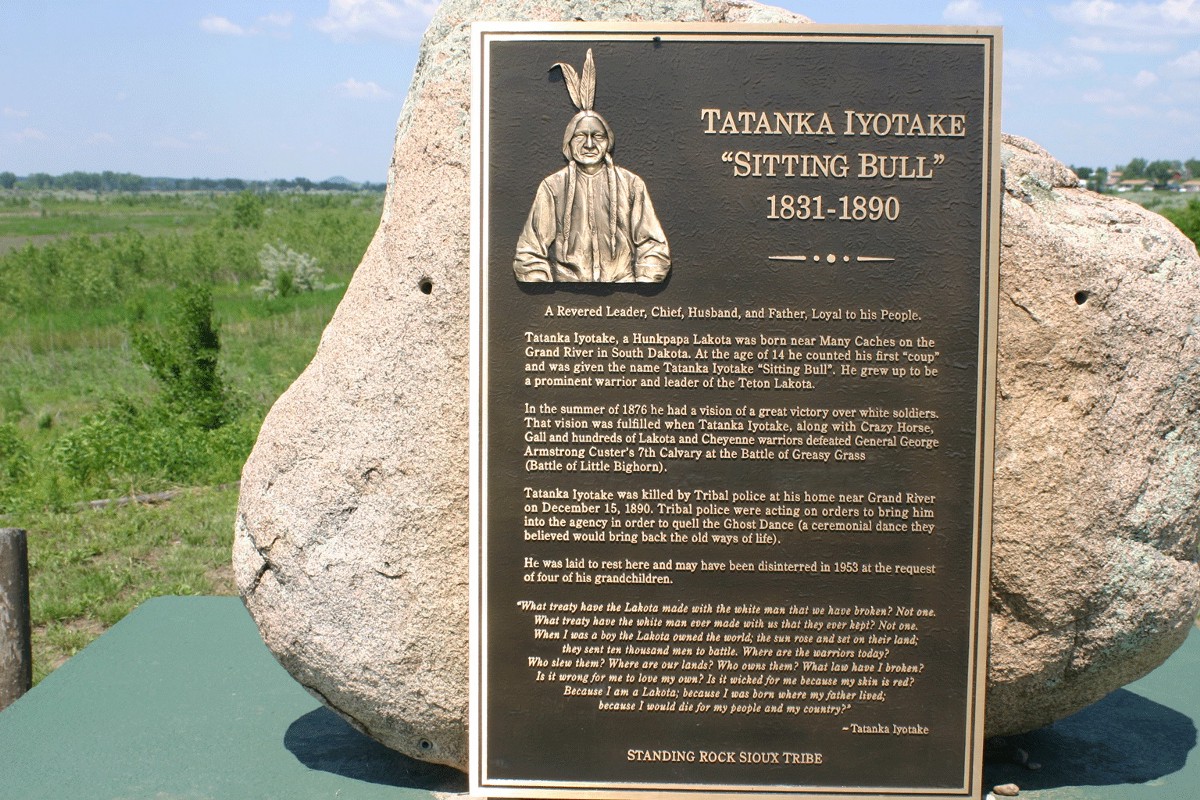 TATANKA IYOTAKE
"SITTING BULL"
1831-1890
A Revered Leader, Chief, Husband, and Father, Loyal to his People.
Tatanka Iyotake, a Hunkpapa Lakota was born near Many Caches on the
Grand River in South Dakota. At the age of 14 he counted his first "coup"
and was given the name Tatanka Iyotake "Sitting Bull". He grew up to be
a prominent warrior and leader of the Teton Lakota.
In the summer of 1876 he had a vision of a great victory over white soldiers.
That vision was fulfilled when Tatanka Iyotake, along with Crazy Horse,
Gall and hundreds of Lakota and Cheyenne warriors defeated General George
Armstrong Custer's 7th Calvary at the Battle of Greasy Grass
(Battle of Little Bighorn).
Tatanka Iyotake was killed by Tribal police at his home near Grand River
on December 15, 1890. Tribal police were acting on orders to bring him
into the agency in order to quell the Ghost Dance (a ceremonial dance they
believed would bring back the old ways of life).
He was laid to rest here and may have been disinterred in 1953 at the request
of four of his grandchildren.
"What treaty have the Lakota made with the white man that we have broken? Not one.
What treaty have the white man ever made with us that they ever kept? Not one.
When I was a boy the Lakota owned the world; the sun rose and set on their land;
they sent ten thousand men to battle. Where are the warriors today?
Who slew them? Where are our lands? Who owns them? What law have I broken?
Is it wrong for me to love my own? Is it wicked for me because my skin is red?
Because I am a Lakota; because I was born where my father lived;
because I would die for my people and my country?"
~ Tatanka Iyotake
STANDING ROCK SIOUX TRIBE